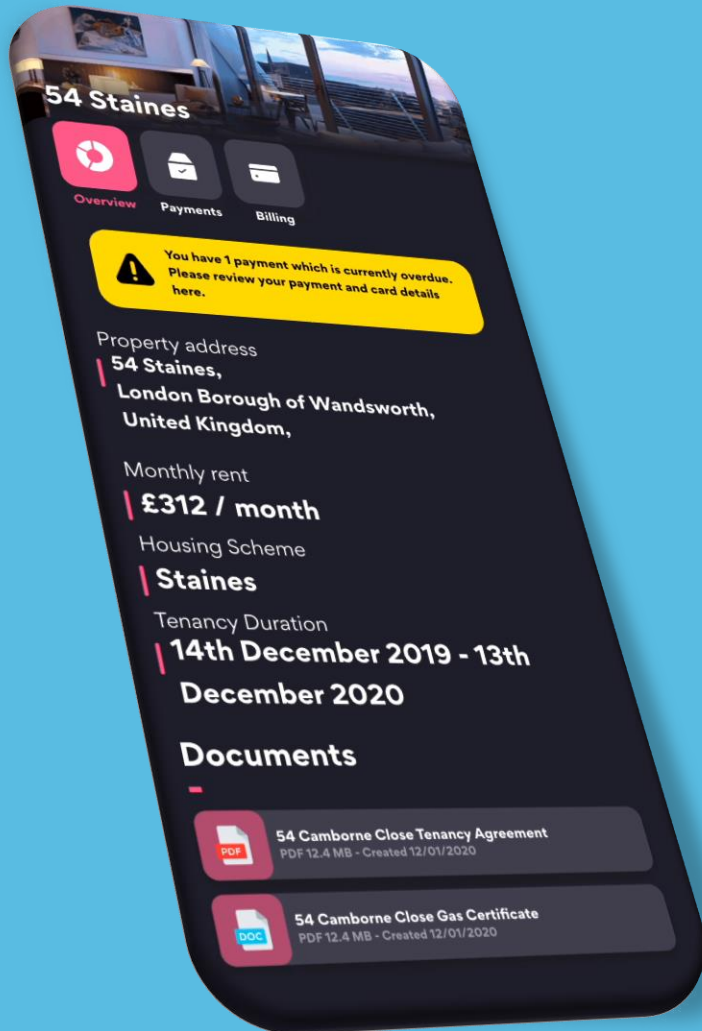 54 Staines
Overview
Payments
Billing
You have 1 payment which is currently overdue.
Please review your payment and card details
here.
Property address
54 Staines,
London Borough of Wandsworth,
United Kingdom,
Monthly rent
£312 / month
Housing Scheme
Staines
Tenancy Duration
14th December 2019 - 13th
December 2020
Documents
PDF
54 Camborne Close Tenancy Agreement
PDF 12.4 MB - Created 12/01/2020
DOC
54 Camborne Close Gas Certificate
PDF 12.4 MB - Created 12/01/2020